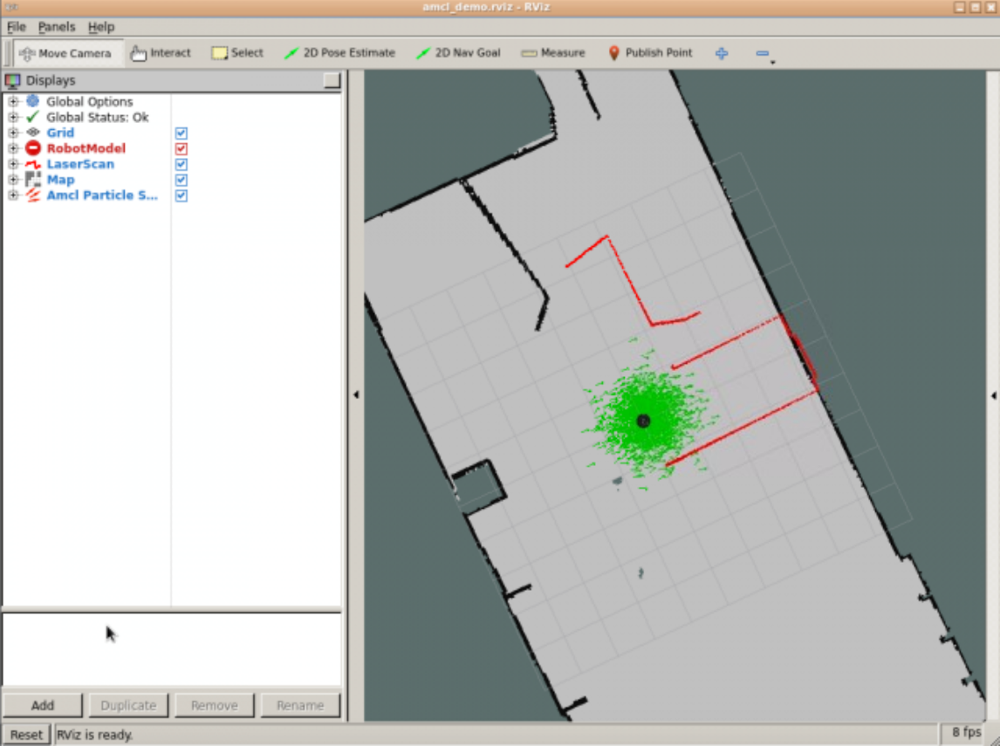 amcl_demo.rviz - RViz
File Panels Help
Move Camera Interact Select 2D Pose Estimate 2D Nav Goal Measure Publish Point
Displays
Global Options
Global Status: Ok
Grid
RobotModel
LaserScan
Map
Amcl Particle S...
Add Duplicate Remove Rename
Reset RViz is ready. 8 fps